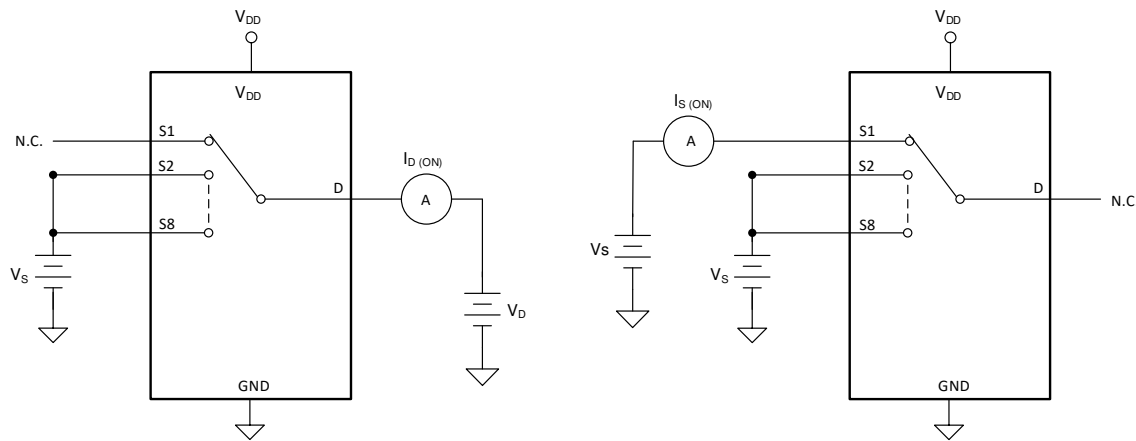 VDD
VDD
N.C.
S1
S2
S8
D
ID (ON)
A
VS
VD
GND
VDD
VDD
IS (ON)
A
S1
S2
S8
D
N.C
Vs
VS
GND